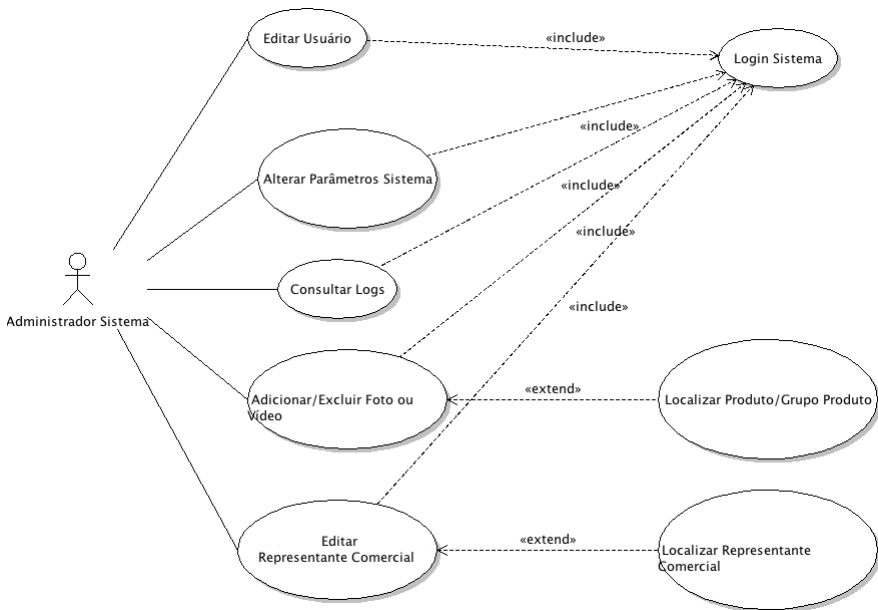 Editar Usuário
«include»
Login Sistema
«include»
Alterar Parâmetros Sistema
«include»
«include»
Consultar Logs
«include»
Administrador Sistema
«extend»
Adicionar/Excluir Foto ou
Vídeo
Localizar Produto/Grupo Produto
Editar
Representante Comercial
«extend»
Localizar Representante
Comercial